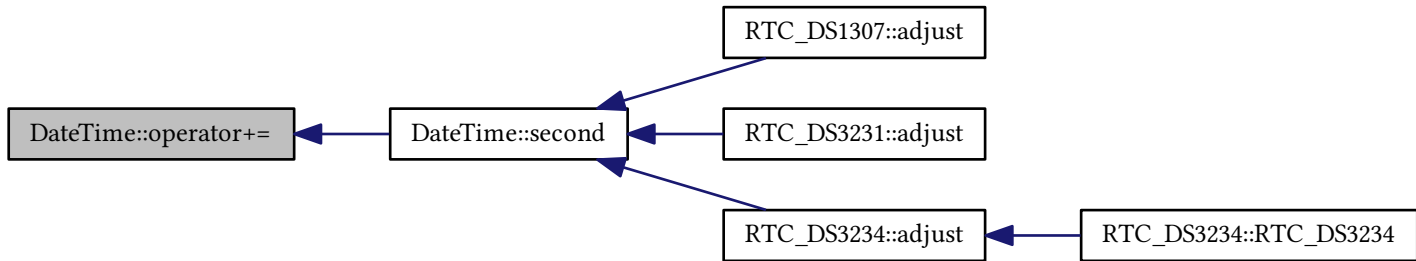 RTC_DS1307::adjust
DateTime::operator+=
DateTime::second
RTC_DS3231::adjust
RTC_DS3234::adjust
RTC_DS3234::RTC_DS3234